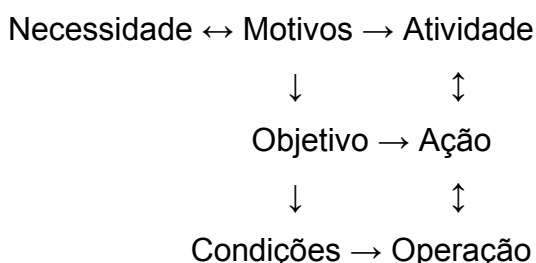 Necessidade ↔ Motivos → Atividade
↓ ↕
Objetivo → Ação
↓ ↕
Condições → Operação